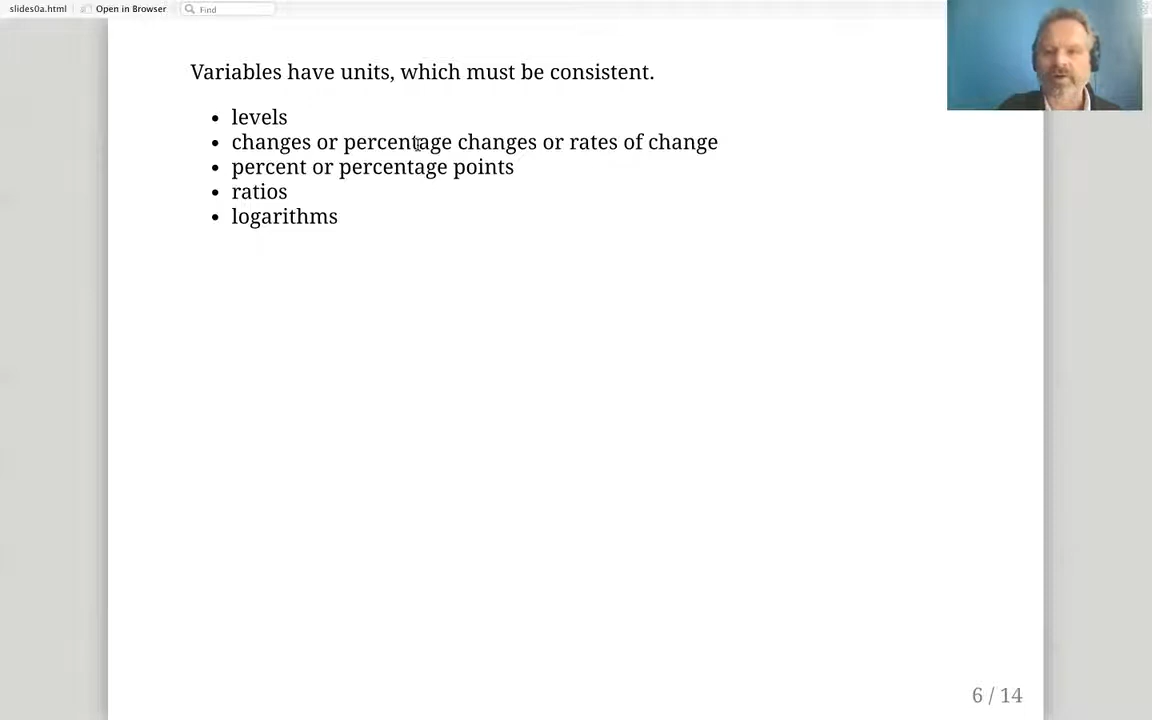 slides0a.html Open in Browser Find
Variables have units, which must be consistent.
• levels
• changes or percentage changes or rates of change
• percent or percentage points
• ratios
• logarithms
6 / 14